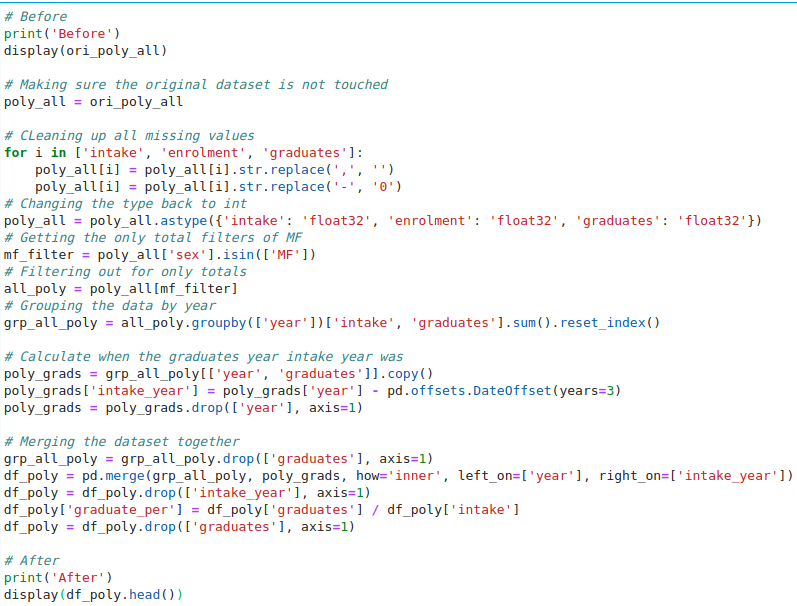 # Before
print('Before')
display(ori_poly_all)

# Making sure the original dataset is not touched
poly_all = ori_poly_all

# CLeaning up all missing values
for i in ['intake', 'enrolment', 'graduates']:
    poly_all[i] = poly_all[i].str.replace(',', '')
    poly_all[i] = poly_all[i].str.replace('-', '0')
# Changing the type back to int
poly_all = poly_all.astype({'intake': 'float32', 'enrolment': 'float32', 'graduates': 'float32'})
# Getting the only total filters of MF
mf_filter = poly_all['sex'].isin(['MF'])
# Filtering out for only totals
all_poly = poly_all[mf_filter]
# Grouping the data by year
grp_all_poly = all_poly.groupby(['year'])['intake', 'graduates'].sum().reset_index()

# Calculate when the graduates year intake year was
poly_grads = grp_all_poly[['year', 'graduates']].copy()
poly_grads['intake_year'] = poly_grads['year'] - pd.offsets.DateOffset(years=3)
poly_grads = poly_grads.drop(['year'], axis=1)

# Merging the dataset together
grp_all_poly = grp_all_poly.drop(['graduates'], axis=1)
df_poly = pd.merge(grp_all_poly, poly_grads, how='inner', left_on=['year'], right_on=['intake_year'])
df_poly = df_poly.drop(['intake_year'], axis=1)
df_poly['graduate_per'] = df_poly['graduates'] / df_poly['intake']
df_poly = df_poly.drop(['graduates'], axis=1)

# After
print('After')
display(df_poly.head())